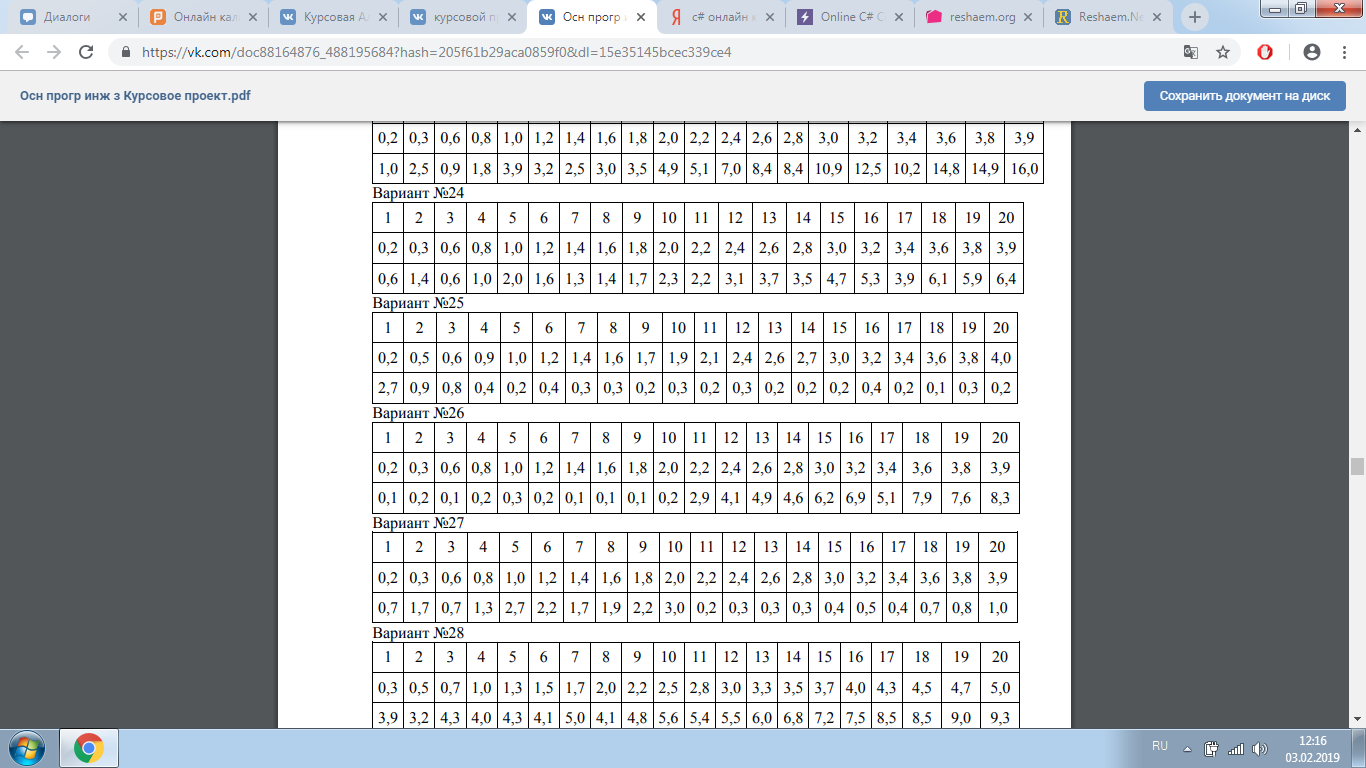 Диалоги
Онлайн кал
Курсовая Ал
курсовой пр
Осн прогр и
c# онлайн к
Online C# C
reshaem.org
Reshaem.Ne
https://vk.com/doc88164876_488195684?hash=205f61b29aca0859f0&dl=15e35145bcec339ce4
Осн прогр инж з Курсовое проект.pdf
Сохранить документ на диск
0,2 0,3 0,6 0,8 1,0 1,2 1,4 1,6 1,8 2,0 2,2 2,4 2,6 2,8 3,0 3,2 3,4 3,6 3,8 3,9
1,0 2,5 0,9 1,8 3,9 3,2 2,5 3,0 3,5 4,9 5,1 7,0 8,4 8,4 10,9 12,5 10,2 14,8 14,9 16,0
Вариант №24
1 2 3 4 5 6 7 8 9 10 11 12 13 14 15 16 17 18 19 20
0,2 0,3 0,6 0,8 1,0 1,2 1,4 1,6 1,8 2,0 2,2 2,4 2,6 2,8 3,0 3,2 3,4 3,6 3,8 3,9
0,6 1,4 0,6 1,0 2,0 1,6 1,3 1,4 1,7 2,3 2,2 3,1 3,7 3,5 4,7 5,3 3,9 6,1 5,9 6,4
Вариант №25
1 2 3 4 5 6 7 8 9 10 11 12 13 14 15 16 17 18 19 20
0,2 0,5 0,6 0,9 1,0 1,2 1,4 1,6 1,7 1,9 2,1 2,4 2,6 2,7 3,0 3,2 3,4 3,6 3,8 4,0
2,7 0,9 0,8 0,4 0,2 0,4 0,3 0,3 0,2 0,3 0,2 0,3 0,2 0,2 0,2 0,4 0,2 0,1 0,3 0,2
Вариант №26
1 2 3 4 5 6 7 8 9 10 11 12 13 14 15 16 17 18 19 20
0,2 0,3 0,6 0,8 1,0 1,2 1,4 1,6 1,8 2,0 2,2 2,4 2,6 2,8 3,0 3,2 3,4 3,6 3,8 3,9
0,1 0,2 0,1 0,2 0,3 0,2 0,1 0,1 0,1 0,2 2,9 4,1 4,9 4,6 6,2 6,9 5,1 7,9 7,6 8,3
Вариант №27
1 2 3 4 5 6 7 8 9 10 11 12 13 14 15 16 17 18 19 20
0,2 0,3 0,6 0,8 1,0 1,2 1,4 1,6 1,8 2,0 2,2 2,4 2,6 2,8 3,0 3,2 3,4 3,6 3,8 3,9
0,7 1,7 0,7 1,3 2,7 2,2 1,7 1,9 2,2 3,0 0,2 0,3 0,3 0,3 0,4 0,5 0,4 0,7 0,8 1,0
Вариант №28
1 2 3 4 5 6 7 8 9 10 11 12 13 14 15 16 17 18 19 20
0,3 0,5 0,7 1,0 1,3 1,5 1,7 2,0 2,2 2,5 2,8 3,0 3,3 3,5 3,7 4,0 4,3 4,5 4,7 5,0
3,9 3,2 4,3 4,0 4,3 4,1 5,0 4,1 4,8 5,6 5,4 5,5 6,0 6,8 7,2 7,5 8,5 8,5 9,0 9,3
RU
12:16
03.02.2019